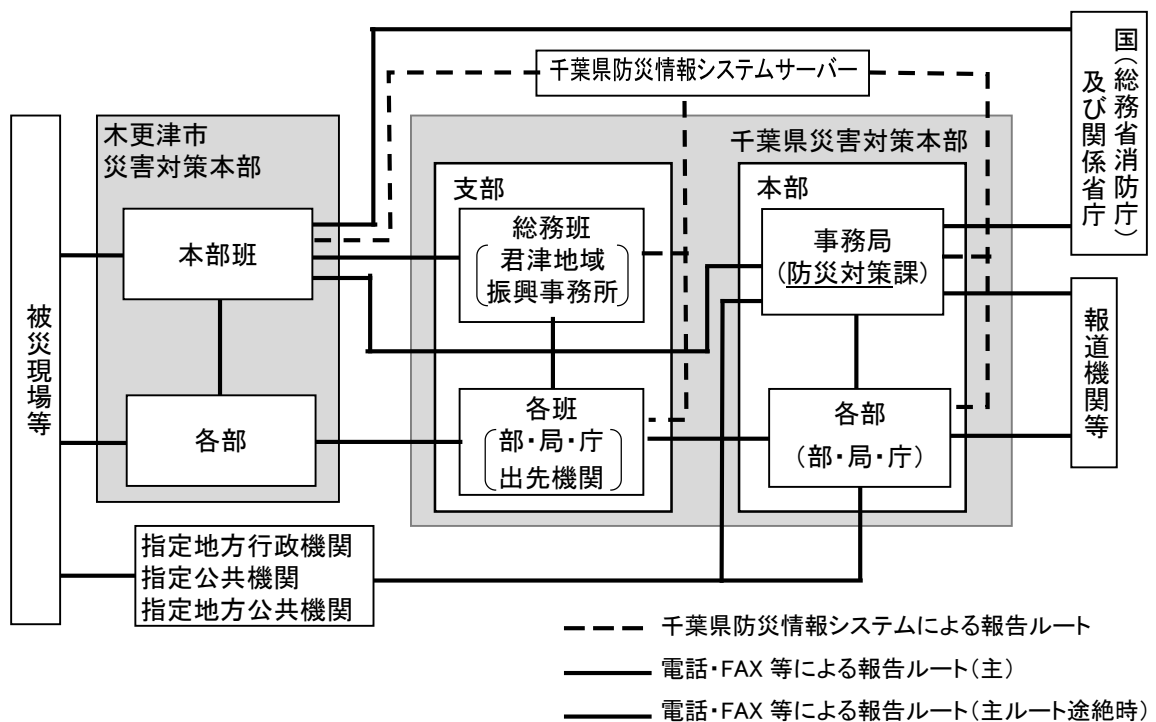 国(総務省消防庁)
及び関係省庁
千葉県防災情報システムサーバー
木更津市
災害対策本部
千葉県災害対策本部
支部
本部
本部班
総務班
君津地域
振興事務所
事務局
(防災対策課)
被災現場等
報道機関等
各部
各班
(部・局・庁
出先機関)
各部
(部・局・庁)
指定地方行政機関
指定公共機関
指定地方公共機関
千葉県防災情報システムによる報告ルート
電話・FAX 等による報告ルート(主)
電話・FAX 等による報告ルート(主ルート途絶時)